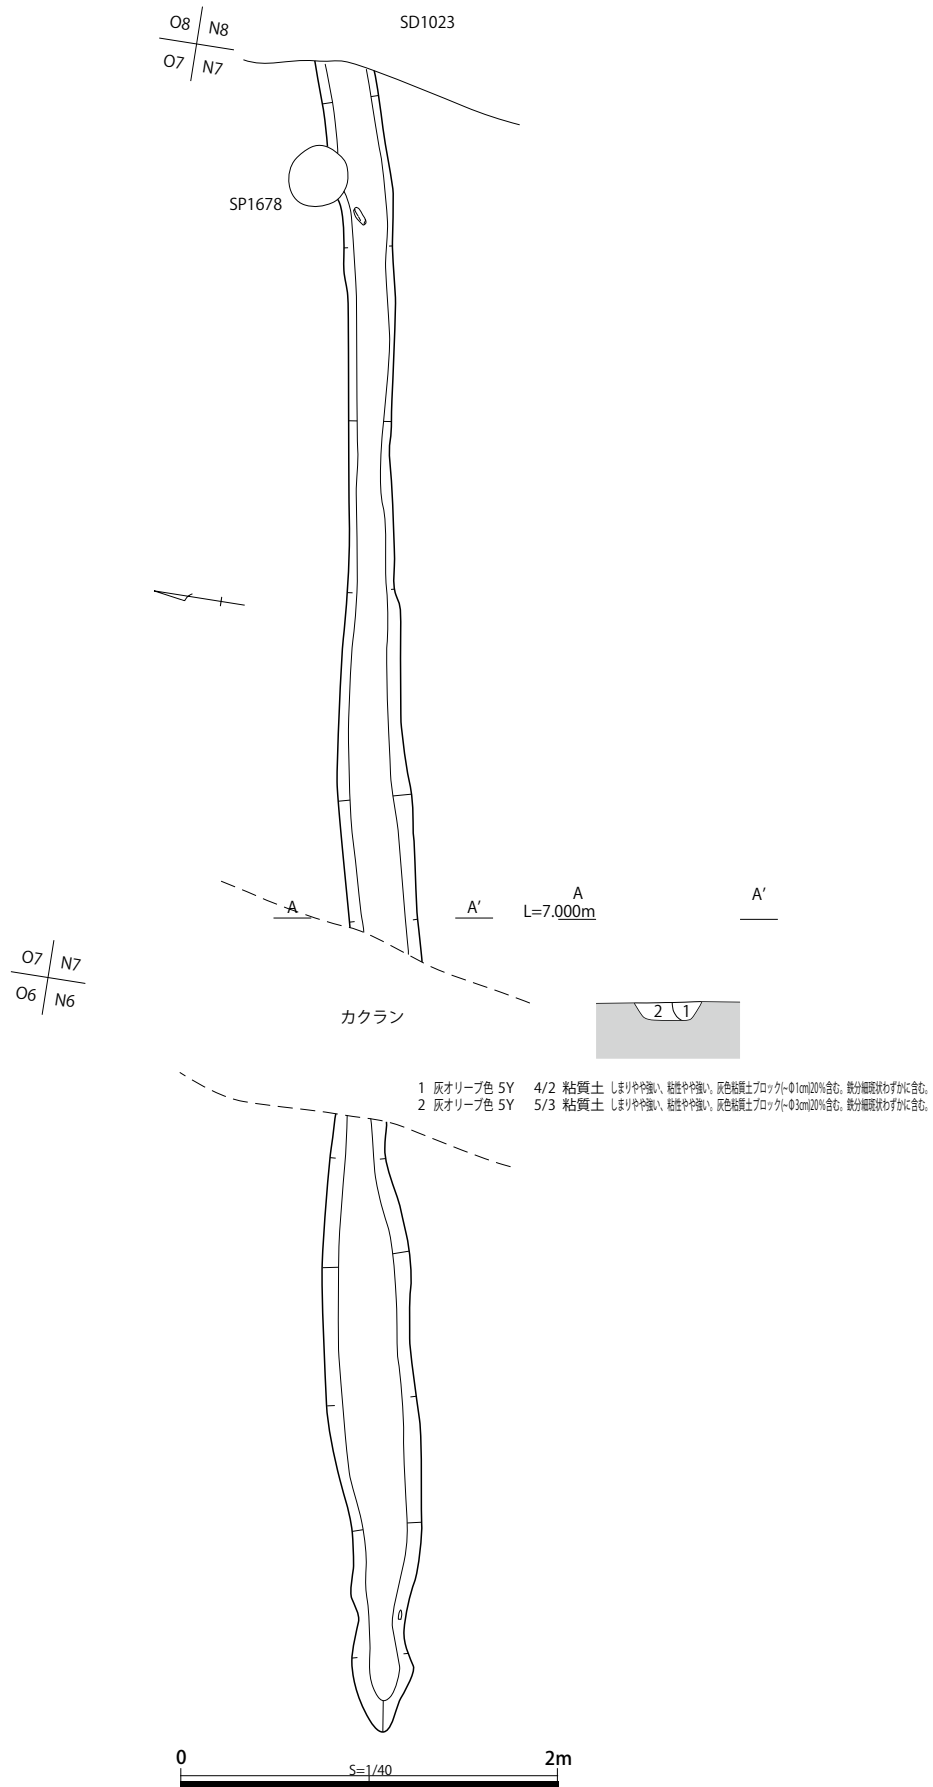 SD1023
O8 N8
O7 N7
SP1678
A A′ A A′
L=7.000m
O7 N7
O6 N6
カクラン
2 1
1 灰オリーブ色 5Y 4/2 粘質土 しまりやや強い、粘性やや強い。灰色粘質土ブロック(~Φ1cm)20%含む。鉄分細斑状わずかに含む。
2 灰オリーブ色 5Y 5/3 粘質土 しまりやや強い、粘性やや強い。灰色粘質土ブロック(~Φ3cm)20%含む。鉄分細斑状わずかに含む。
0 2m
S=1/40